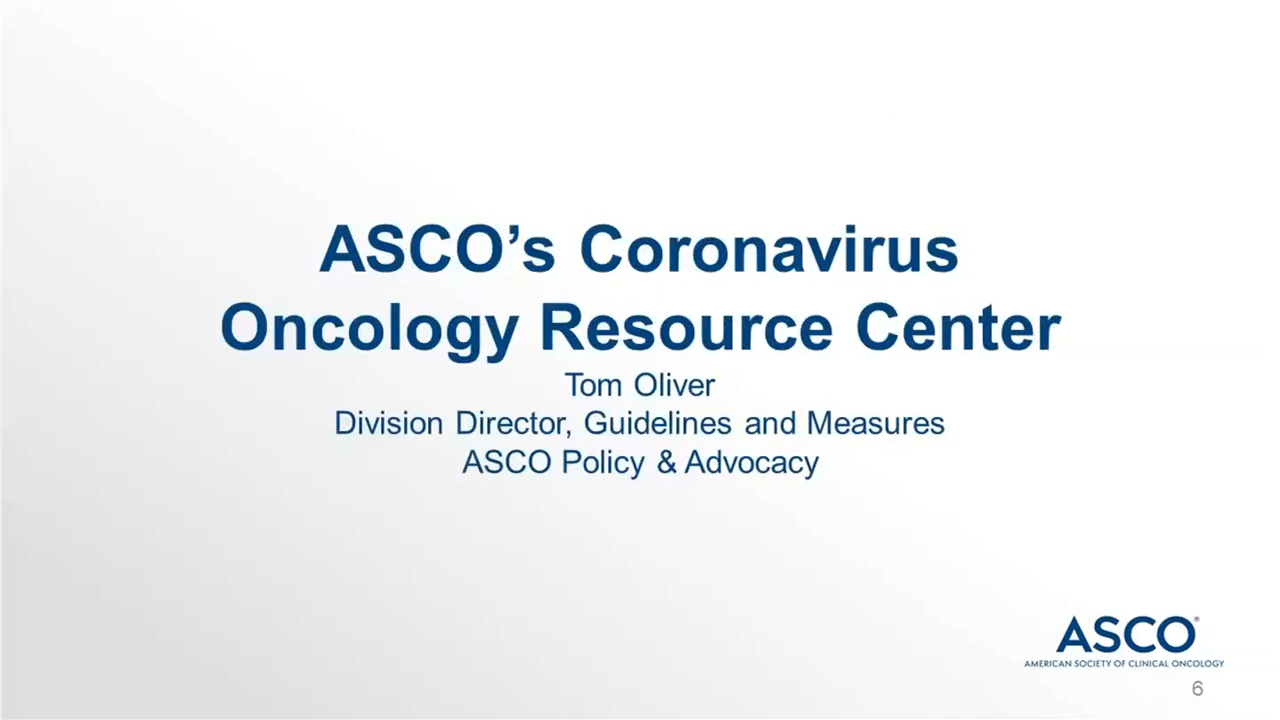 ASCO’s Coronavirus
Oncology Resource Center
Tom Oliver
Division Director, Guidelines and Measures
ASCO Policy & Advocacy
ASCO®
AMERICAN SOCIETY OF CLINICAL ONCOLOGY
6